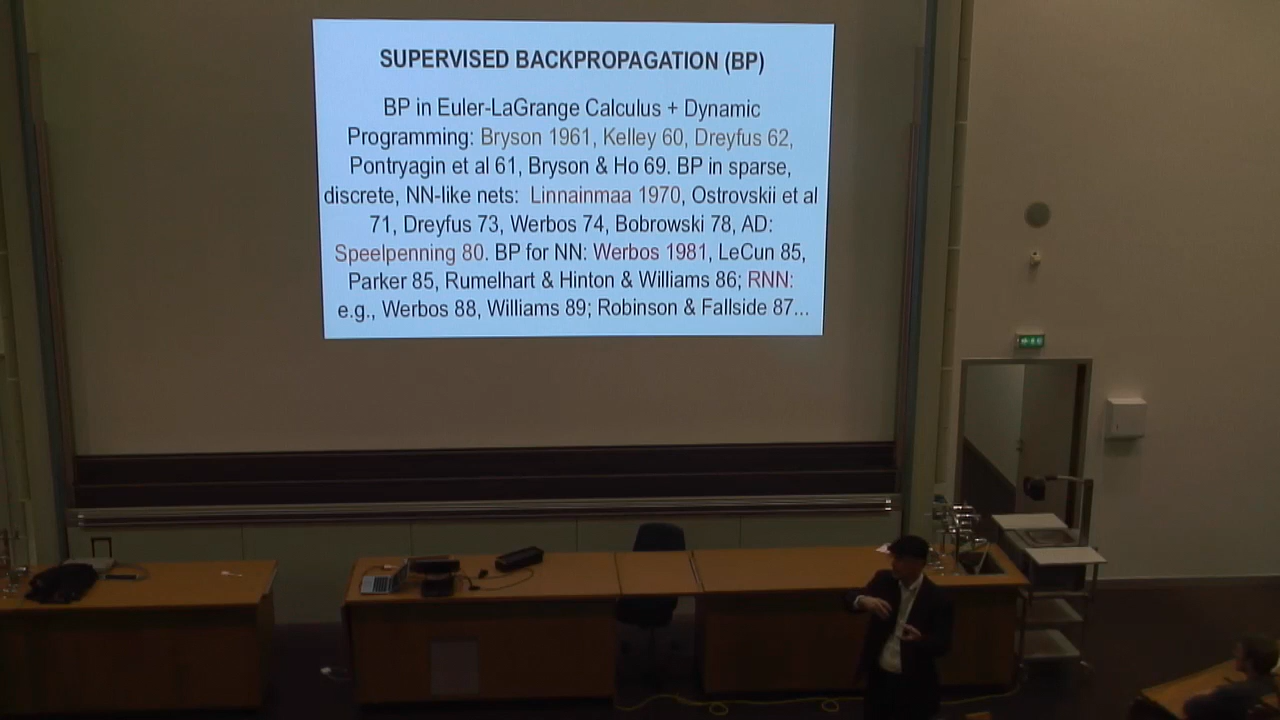 SUPERVISED BACKPROPAGATION (BP)
BP in Euler-LaGrange Calculus + Dynamic
Programming: Bryson 1961, Kelley 60, Dreyfus 62,
Pontryagin et al 61, Bryson & Ho 69. BP in sparse,
discrete, NN-like nets: Linnainmaa 1970, Ostrovskii et al
71, Dreyfus 73, Werbos 74, Bobrowski 78, AD:
Speelpenning 80. BP for NN: Werbos 1981, LeCun 85,
Parker 85, Rumelhart & Hinton & Williams 86; RNN:
e.g., Werbos 88, Williams 89; Robinson & Fallside 87...